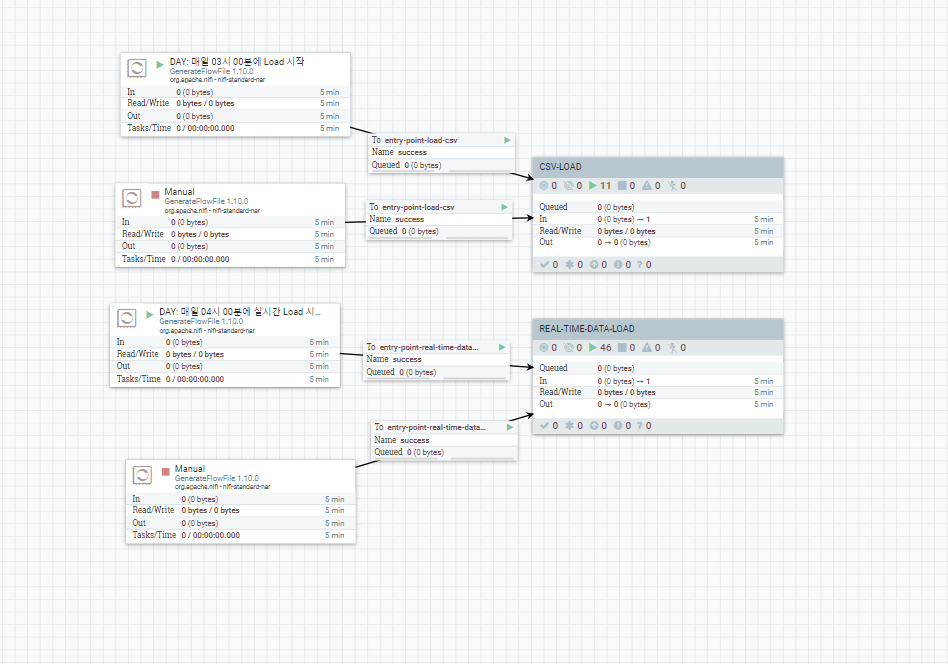 DAY: 매일 03시 00분에 Load 시작
GenerateFlowFile 1.10.0
org.apache.nifi - nifi-standard-nar
In 0 (0 bytes) 5 min
Read/Write 0 bytes / 0 bytes 5 min
Out 0 (0 bytes) 5 min
Tasks/Time 0 / 00:00:00.000 5 min
To entry-point-load-csv
Name success
Queued 0 (0 bytes)
Manual
GenerateFlowFile 1.10.0
org.apache.nifi - nifi-standard-nar
In 0 (0 bytes) 5 min
Read/Write 0 bytes / 0 bytes 5 min
Out 0 (0 bytes) 5 min
Tasks/Time 0 / 00:00:00.000 5 min
To entry-point-load-csv
Name success
Queued 0 (0 bytes)
CSV-LOAD
0 0 11 0 0 0
Queued 0 (0 bytes)
In 0 (0 bytes) → 1 5 min
Read/Write 0 bytes / 0 bytes 5 min
Out 0 → 0 (0 bytes) 5 min
0 0 0 0 ? 0
DAY: 매일 04시 00분에 실시간 Load 시...
GenerateFlowFile 1.10.0
org.apache.nifi - nifi-standard-nar
In 0 (0 bytes) 5 min
Read/Write 0 bytes / 0 bytes 5 min
Out 0 (0 bytes) 5 min
Tasks/Time 0 / 00:00:00.000 5 min
To entry-point-real-time-data...
Name success
Queued 0 (0 bytes)
REAL-TIME-DATA-LOAD
0 0 46 0 0 0
Queued 0 (0 bytes)
In 0 (0 bytes) → 1 5 min
Read/Write 0 bytes / 0 bytes 5 min
Out 0 → 0 (0 bytes) 5 min
0 0 0 0 ? 0
To entry-point-real-time-data...
Name success
Queued 0 (0 bytes)
Manual
GenerateFlowFile 1.10.0
org.apache.nifi - nifi-standard-nar
In 0 (0 bytes) 5 min
Read/Write 0 bytes / 0 bytes 5 min
Out 0 (0 bytes) 5 min
Tasks/Time 0 / 00:00:00.000 5 min